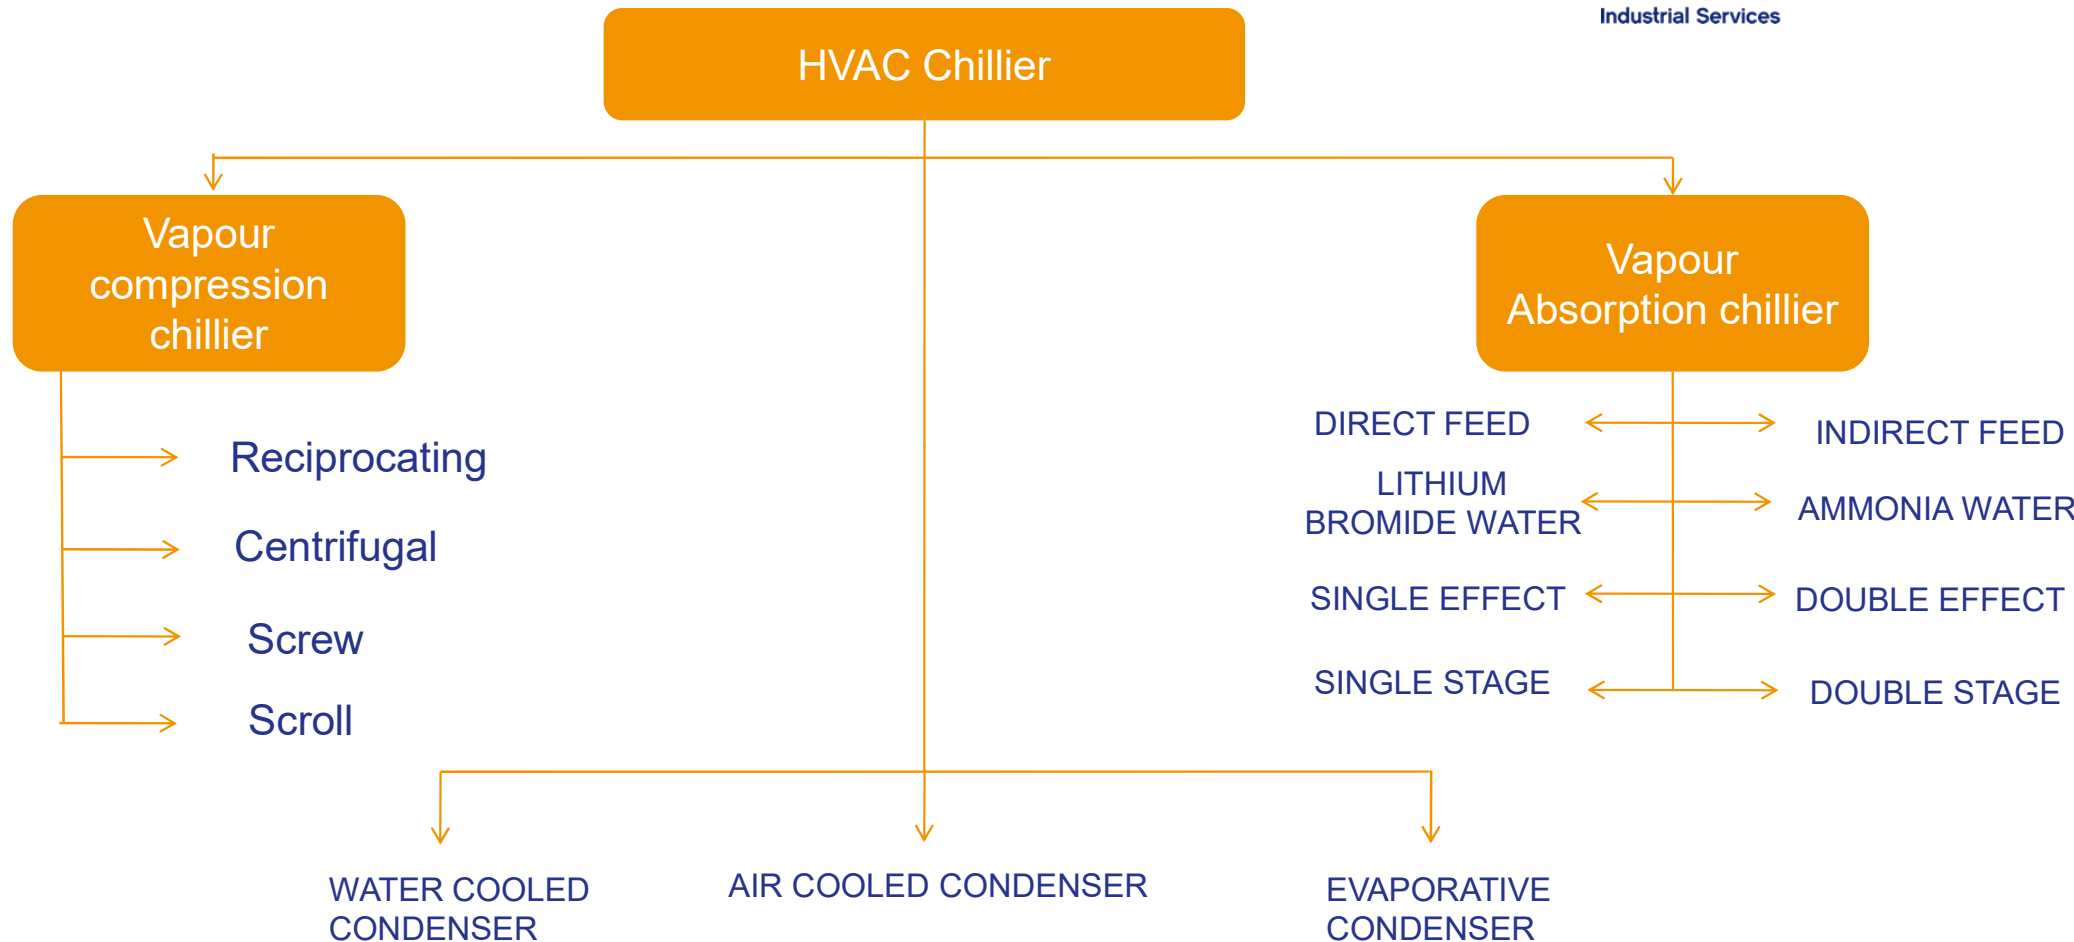 Industrial Services
HVAC Chillier
Vapour
compression
chillier
Vapour
Absorption chillier
Reciprocating
Centrifugal
Screw
Scroll
DIRECT FEED
INDIRECT FEED
LITHIUM
BROMIDE WATER
AMMONIA WATER
SINGLE EFFECT
DOUBLE EFFECT
SINGLE STAGE
DOUBLE STAGE
WATER COOLED
CONDENSER
AIR COOLED CONDENSER
EVAPORATIVE
CONDENSER